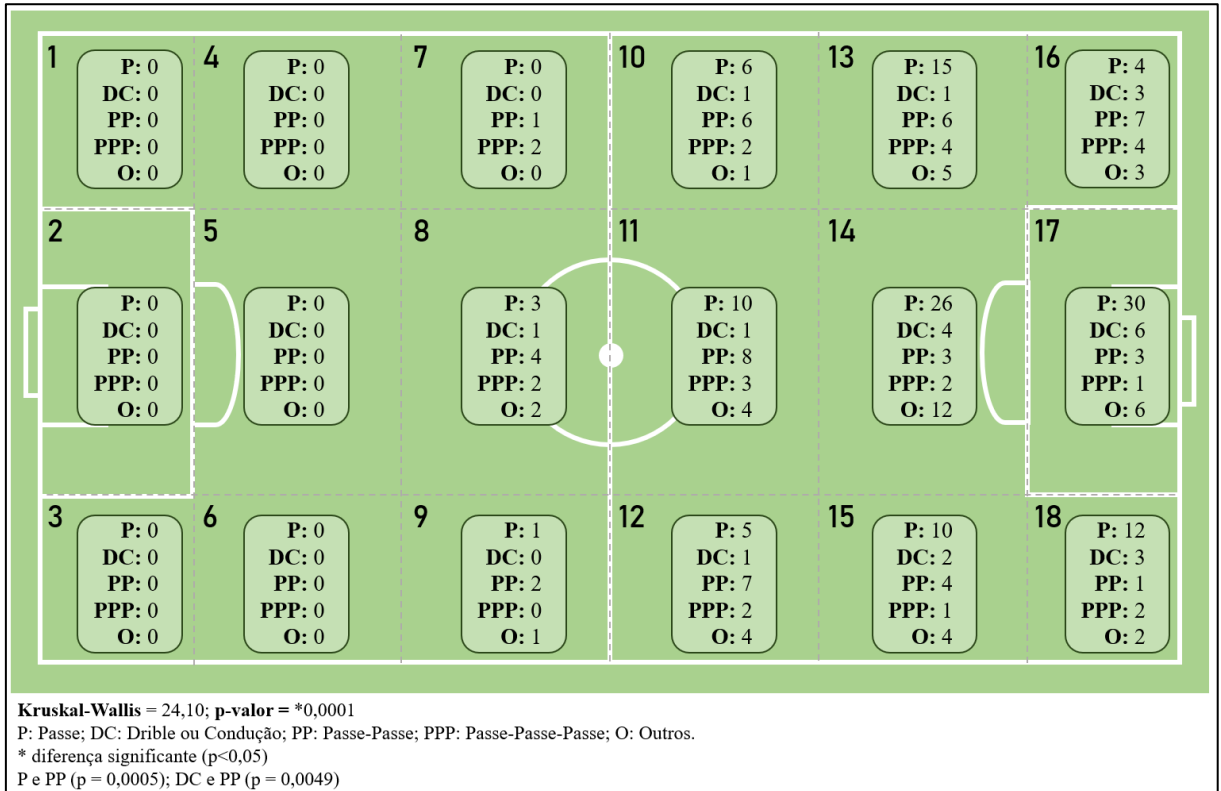 1
P: 0
DC: 0
PP: 0
PPP: 0
O: 0
4
P: 0
DC: 0
PP: 0
PPP: 0
O: 0
7
P: 0
DC: 0
PP: 1
PPP: 2
O: 0
10
P: 6
DC: 1
PP: 6
PPP: 2
O: 1
13
P: 15
DC: 1
PP: 6
PPP: 4
O: 5
16
P: 4
DC: 3
PP: 7
PPP: 4
O: 3
2
P: 0
DC: 0
PP: 0
PPP: 0
O: 0
5
P: 0
DC: 0
PP: 0
PPP: 0
O: 0
8
P: 3
DC: 1
PP: 4
PPP: 2
O: 2
11
P: 10
DC: 1
PP: 8
PPP: 3
O: 4
14
P: 26
DC: 4
PP: 3
PPP: 2
O: 12
17
P: 30
DC: 6
PP: 3
PPP: 1
O: 6
3
P: 0
DC: 0
PP: 0
PPP: 0
O: 0
6
P: 0
DC: 0
PP: 0
PPP: 0
O: 0
9
P: 1
DC: 0
PP: 2
PPP: 0
O: 1
12
P: 5
DC: 1
PP: 7
PPP: 2
O: 4
15
P: 10
DC: 2
PP: 4
PPP: 1
O: 4
18
P: 12
DC: 3
PP: 1
PPP: 2
O: 2
Kruskal-Wallis = 24,10; p-valor = *0,0001
P: Passe; DC: Drible ou Condução; PP: Passe-Passe; PPP: Passe-Passe-Passe; O: Outros.
* diferença significante (p<0,05)
P e PP (p = 0,0005); DC e PP (p = 0,0049)